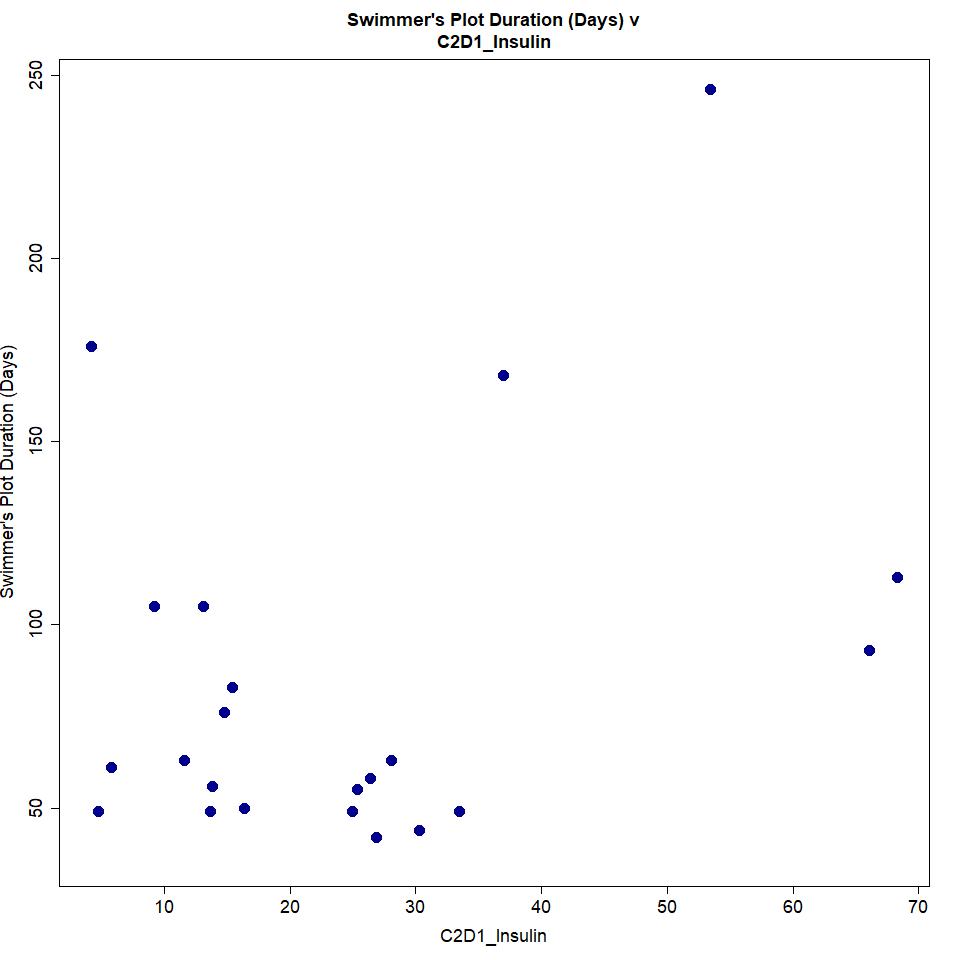 Swimmer's Plot Duration (Days) v
C2D1_Insulin
Swimmer's Plot Duration (Days)
250
200
150
100
50
10 20 30 40 50 60 70
C2D1_Insulin